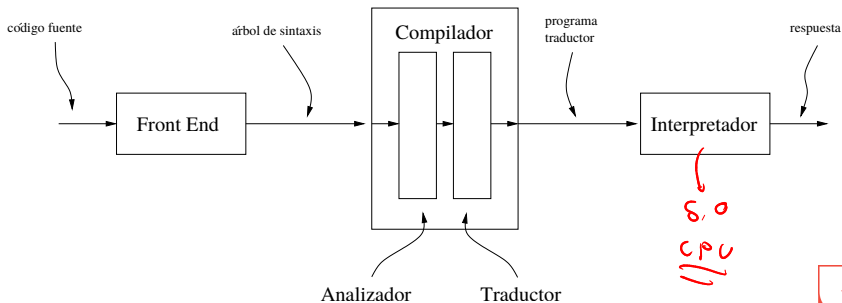 código fuente
árbol de sintaxis
Compilador
programa
traductor
respuesta
Front End
Interpretador
S.O
CPU
Analizador
Traductor